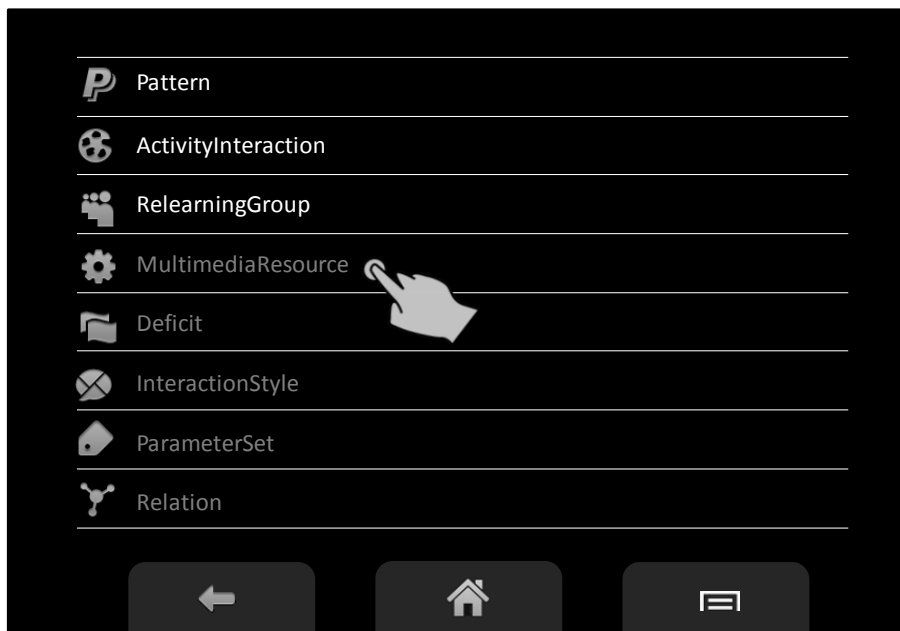 Pattern
ActivityInteraction
RelearningGroup
MultimediaResource
Deficit
InteractionStyle
ParameterSet
Relation